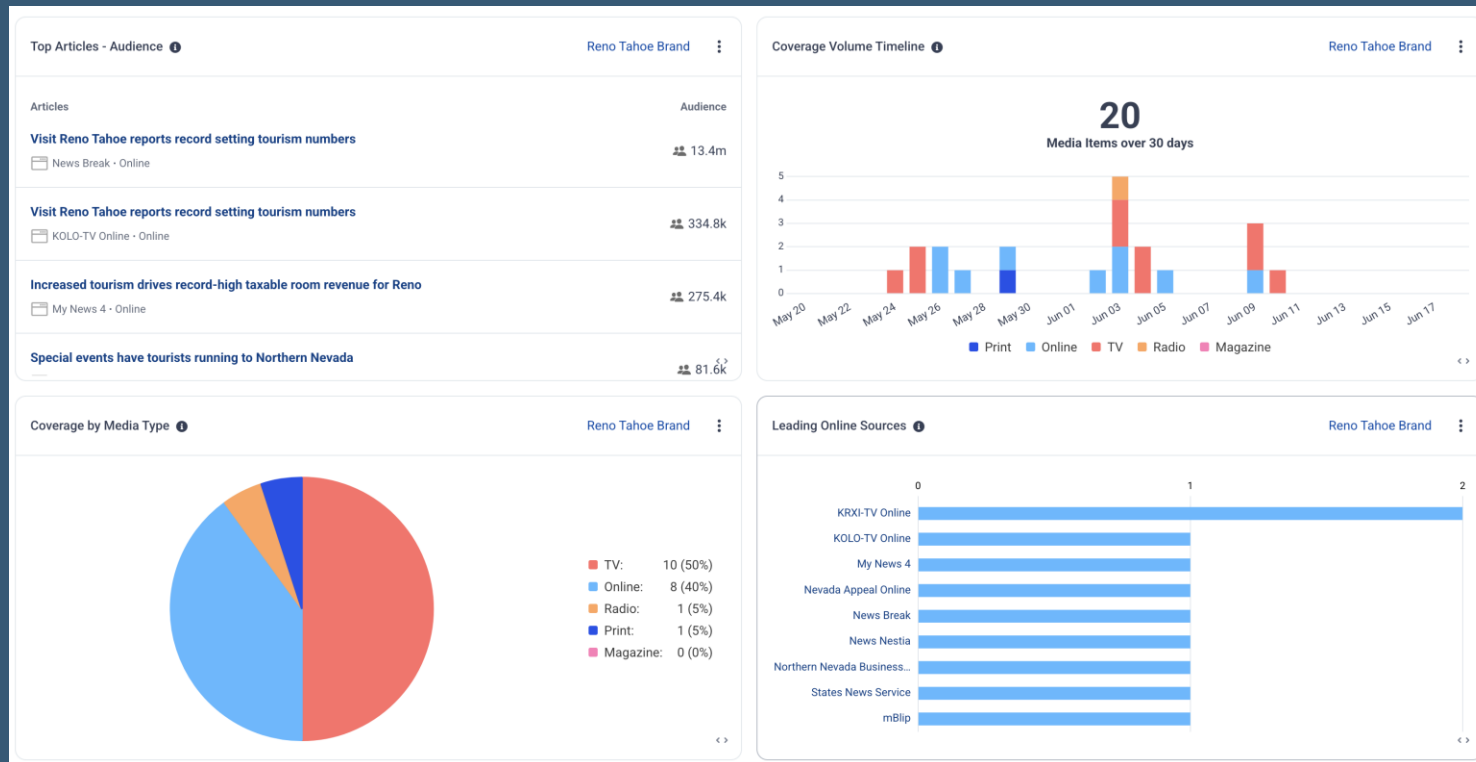 Top Articles - Audience
Reno Tahoe Brand
Articles
Audience
Visit Reno Tahoe reports record setting tourism numbers
News Break • Online
13.4m
Visit Reno Tahoe reports record setting tourism numbers
KOLO-TV Online • Online
334.8k
Increased tourism drives record-high taxable room revenue for Reno
My News 4 • Online
275.4k
Special events have tourists running to Northern Nevada
81.6k
Coverage Volume Timeline
Reno Tahoe Brand
20
Media Items over 30 days
5
4
3
2
1
0
May 20
May 22
May 24
May 26
May 28
May 30
Jun 01
Jun 03
Jun 05
Jun 07
Jun 09
Jun 11
Jun 13
Jun 15
Jun 17
Print
Online
TV
Radio
Magazine
Coverage by Media Type
Reno Tahoe Brand
TV: 10 (50%)
Online: 8 (40%)
Radio: 1 (5%)
Print: 1 (5%)
Magazine: 0 (0%)
Leading Online Sources
Reno Tahoe Brand
0 1 2
KRXI-TV Online
KOLO-TV Online
My News 4
Nevada Appeal Online
News Break
News Nestia
Northern Nevada Business...
States News Service
mBlip